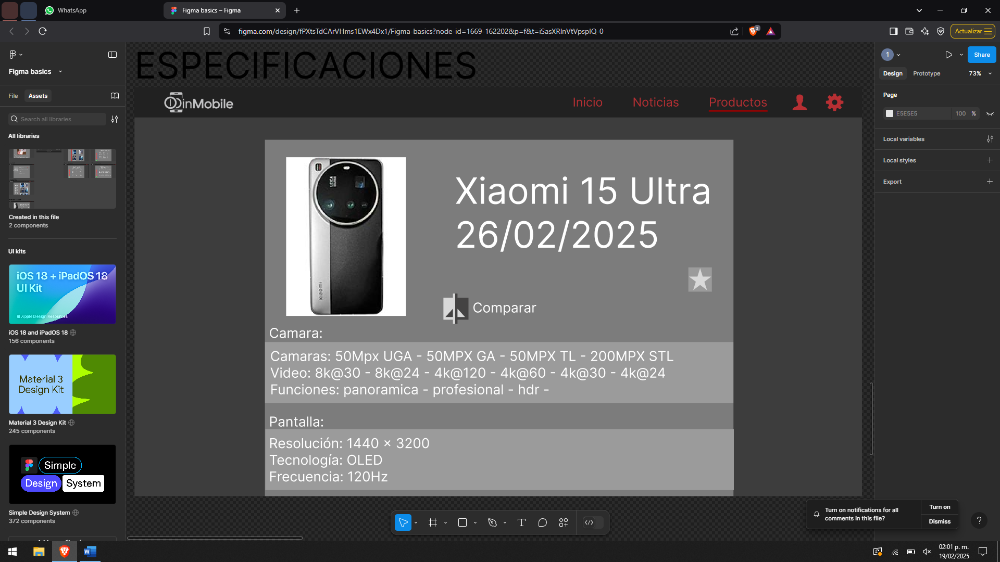 WhatsApp
Figma basics – Figma
figma.com/design/fPXtsTdCArVHms1EWx4Dx1/Figma-basics?node-id=1669-162202&p=f&t=iSasXRlnVtVpsplQ-0
2
Actualizar
Figma basics
File
Assets
Search all libraries
All libraries
Created in this file
2 components
UI kits
iOS 18 + iPadOS 18
UI Kit
Apple Design Resources
iOS 18 and iPadOS 18
156 components
Material 3
Design Kit
Material 3 Design Kit
245 components
Simple
Design System
Simple Design System
372 components
ESPECIFICACIONES
inMobile
Inicio
Noticias
Productos
LEICA
xiaomi
Xiaomi 15 Ultra
26/02/2025
Comparar
Camara:
Camaras: 50Mpx UGA - 50MPX GA - 50MPX TL - 200MPX STL
Video: 8k@30 - 8k@24 - 4k@120 - 4k@60 - 4k@30 - 4k@24
Funciones: panoramica - profesional - hdr -
Pantalla:
Resolución: 1440 × 3200
Tecnología: OLED
Frecuencia: 120Hz
1
Share
Design
Prototype
73%
Page
E5E5E5
100 %
Local variables
Local styles
Export
Turn on notifications for all
comments in this file?
Turn on
Dismiss
?
W
02:01 p. m.
19/02/2025